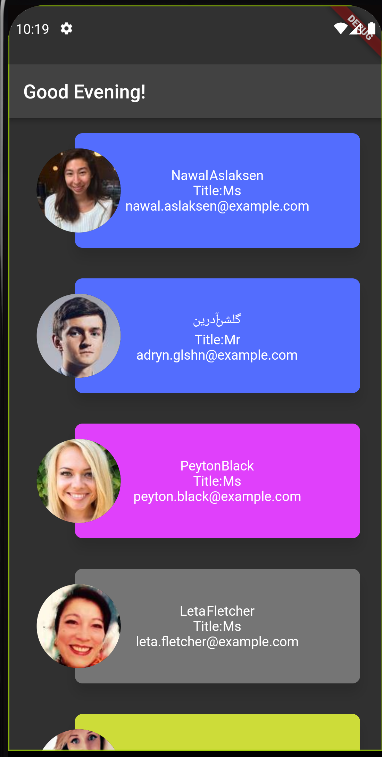 10:19
DEBUG
Good Evening!
NawalAslaksen
Title:Ms
nawal.aslaksen@example.com
گلشنآدرین
Title:Mr
adryn.glshn@example.com
PeytonBlack
Title:Ms
peyton.black@example.com
LetaFletcher
Title:Ms
leta.fletcher@example.com